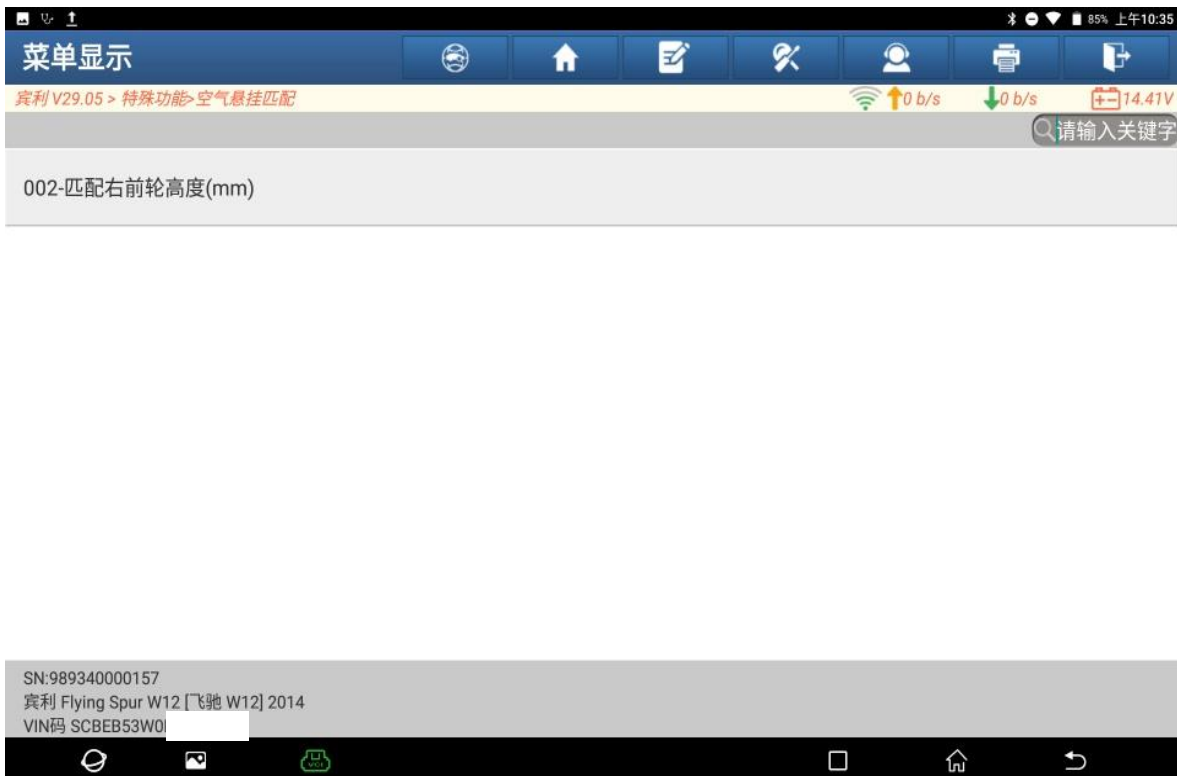 85% 上午10:35
菜单显示
宾利 V29.05 > 特殊功能>空气悬挂匹配
0 b/s
0 b/s
14.41V
请输入关键字
002-匹配右前轮高度(mm)
SN:989340000157
宾利 Flying Spur W12 [飞驰 W12] 2014
VIN码 SCBEB53W0
VCI